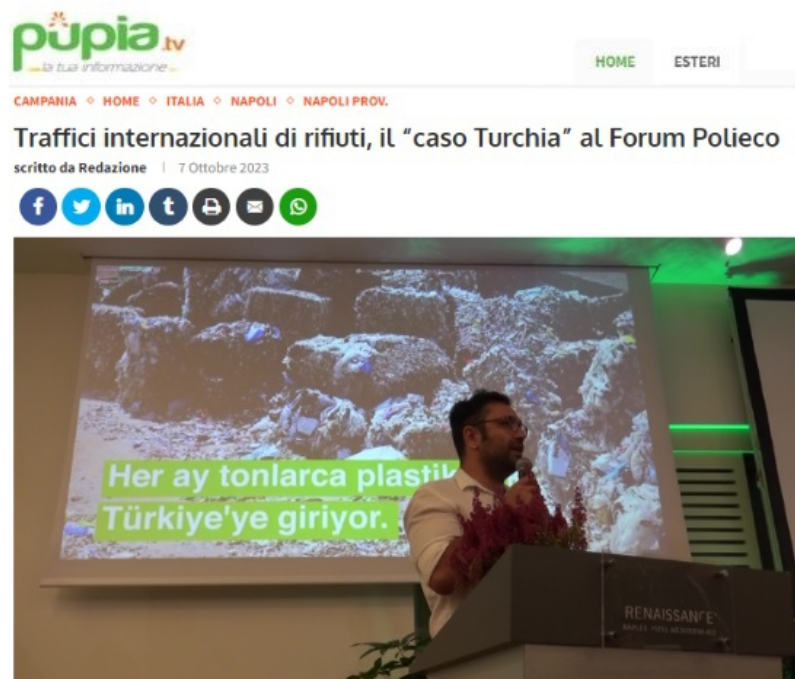 pupia.tv
la tua informazione
HOME ESTERI
CAMPANIA ◇ HOME ◇ ITALIA ◇ NAPOLI ◇ NAPOLI PROV.
Traffici internazionali di rifiuti, il “caso Turchia” al Forum Polieco
scritto da Redazione | 7 Ottobre 2023
Her ay tonlarca plastik
Türkiye'ye giriyor.
RENAISSANCE